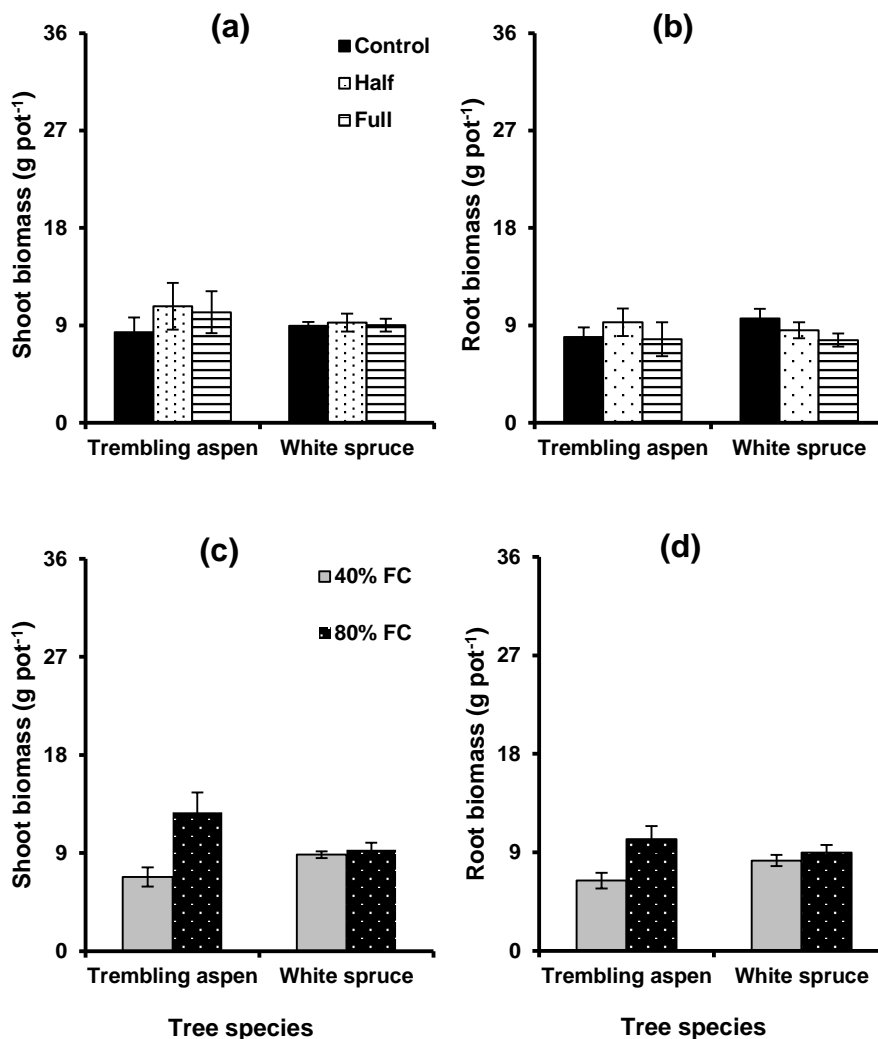 (a)
Shoot biomass (g pot⁻¹)
36
27
18
9
0
Control
Half
Full
Trembling aspen White spruce
(b)
Root biomass (g pot⁻¹)
36
27
18
9
0
Trembling aspen White spruce
(c)
Shoot biomass (g pot⁻¹)
36
27
18
9
0
40% FC
80% FC
Trembling aspen White spruce
Tree species
(d)
Root biomass (g pot⁻¹)
36
27
18
9
0
Trembling aspen White spruce
Tree species